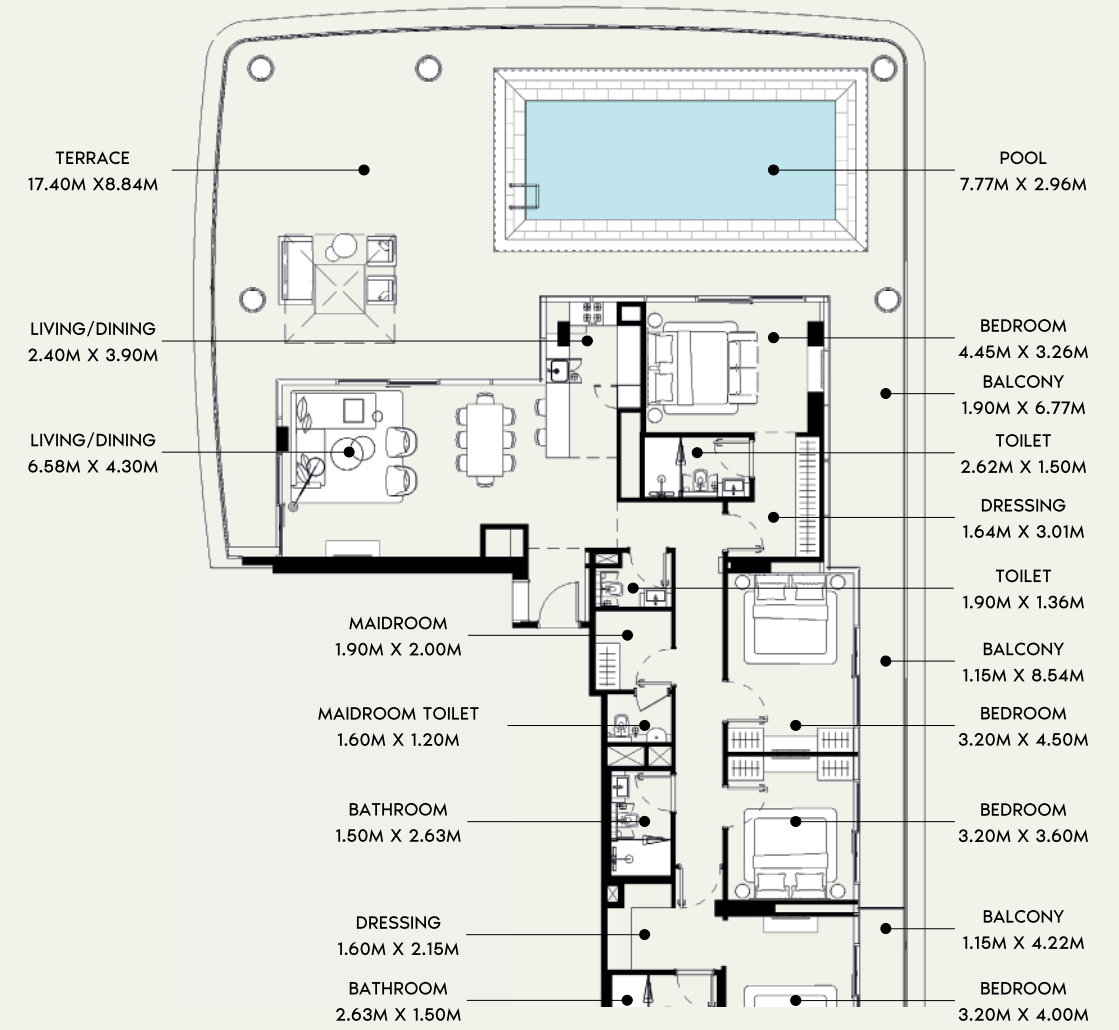 TERRACE
17.40M X8.84M
LIVING/DINING
2.40M X 3.90M
LIVING/DINING
6.58M X 4.30M
MAIDROOM
1.90M X 2.00M
MAIDROOM TOILET
1.60M X 1.20M
BATHROOM
1.50M X 2.63M
DRESSING
1.60M X 2.15M
BATHROOM
2.63M X 1.50M
POOL
7.77M X 2.96M
BEDROOM
4.45M X 3.26M
BALCONY
1.90M X 6.77M
TOILET
2.62M X 1.50M
DRESSING
1.64M X 3.01M
TOILET
1.90M X 1.36M
BALCONY
1.15M X 8.54M
BEDROOM
3.20M X 4.50M
BEDROOM
3.20M X 3.60M
BALCONY
1.15M X 4.22M
BEDROOM
3.20M X 4.00M